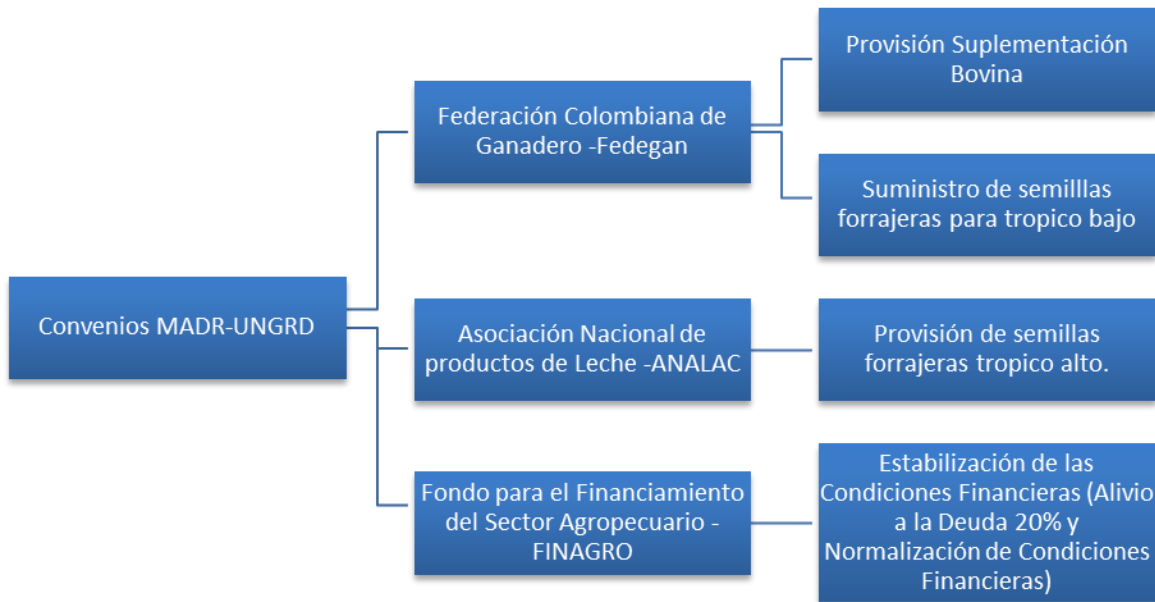 Convenios MADR-UNGRD
Federación Colombiana de
Ganadero -Fedegan
Provisión Suplementación
Bovina
Suministro de semilllas
forrajeras para tropico bajo
Asociación Nacional de
productos de Leche -ANALAC
Provisión de semillas
forrajeras tropico alto.
Fondo para el Financiamiento
del Sector Agropecuario -
FINAGRO
Estabilización de las
Condiciones Financieras (Alivio
a la Deuda 20% y
Normalización de Condiciones
Financieras)